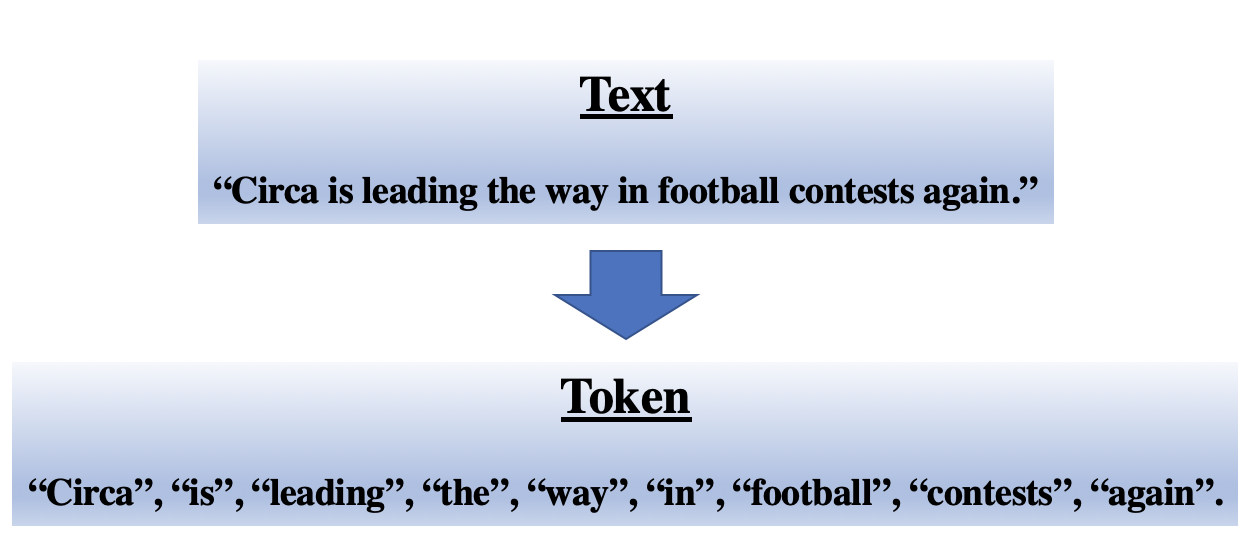 Text
“Circa is leading the way in football contests again.”
Token
“Circa”, “is”, “leading”, “the”, “way”, “in”, “football”, “contests”, “again”.